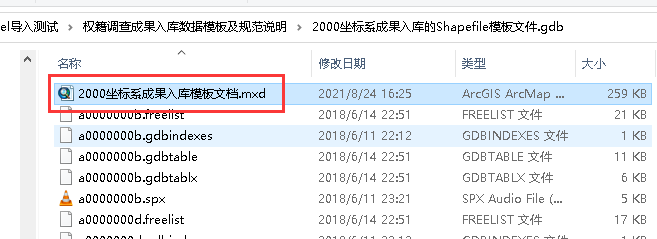 el导入测试 > 权籍调查成果入库数据模板及规范说明 > 2000坐标系成果入库的Shapefile模板文件.gdb
名称 修改日期 类型 大小
2000坐标系成果入库模板文档.mxd 2021/8/24 16:25 ArcGIS ArcMap ... 259 KB
a0000000b.freelist 2018/6/14 22:51 FREELIST 文件 21 KB
a0000000b.gdbindexes 2018/6/11 22:12 GDBINDEXES 文件 1 KB
a0000000b.gdbtable 2018/6/14 22:51 GDBTABLE 文件 11 KB
a0000000b.gdbtablx 2018/6/14 22:51 GDBTABLX 文件 6 KB
a0000000b.spx 2018/6/11 23:21 SPX Audio File (... 1 KB
a0000000d.freelist 2018/6/14 22:51 FREELIST 文件 17 KB